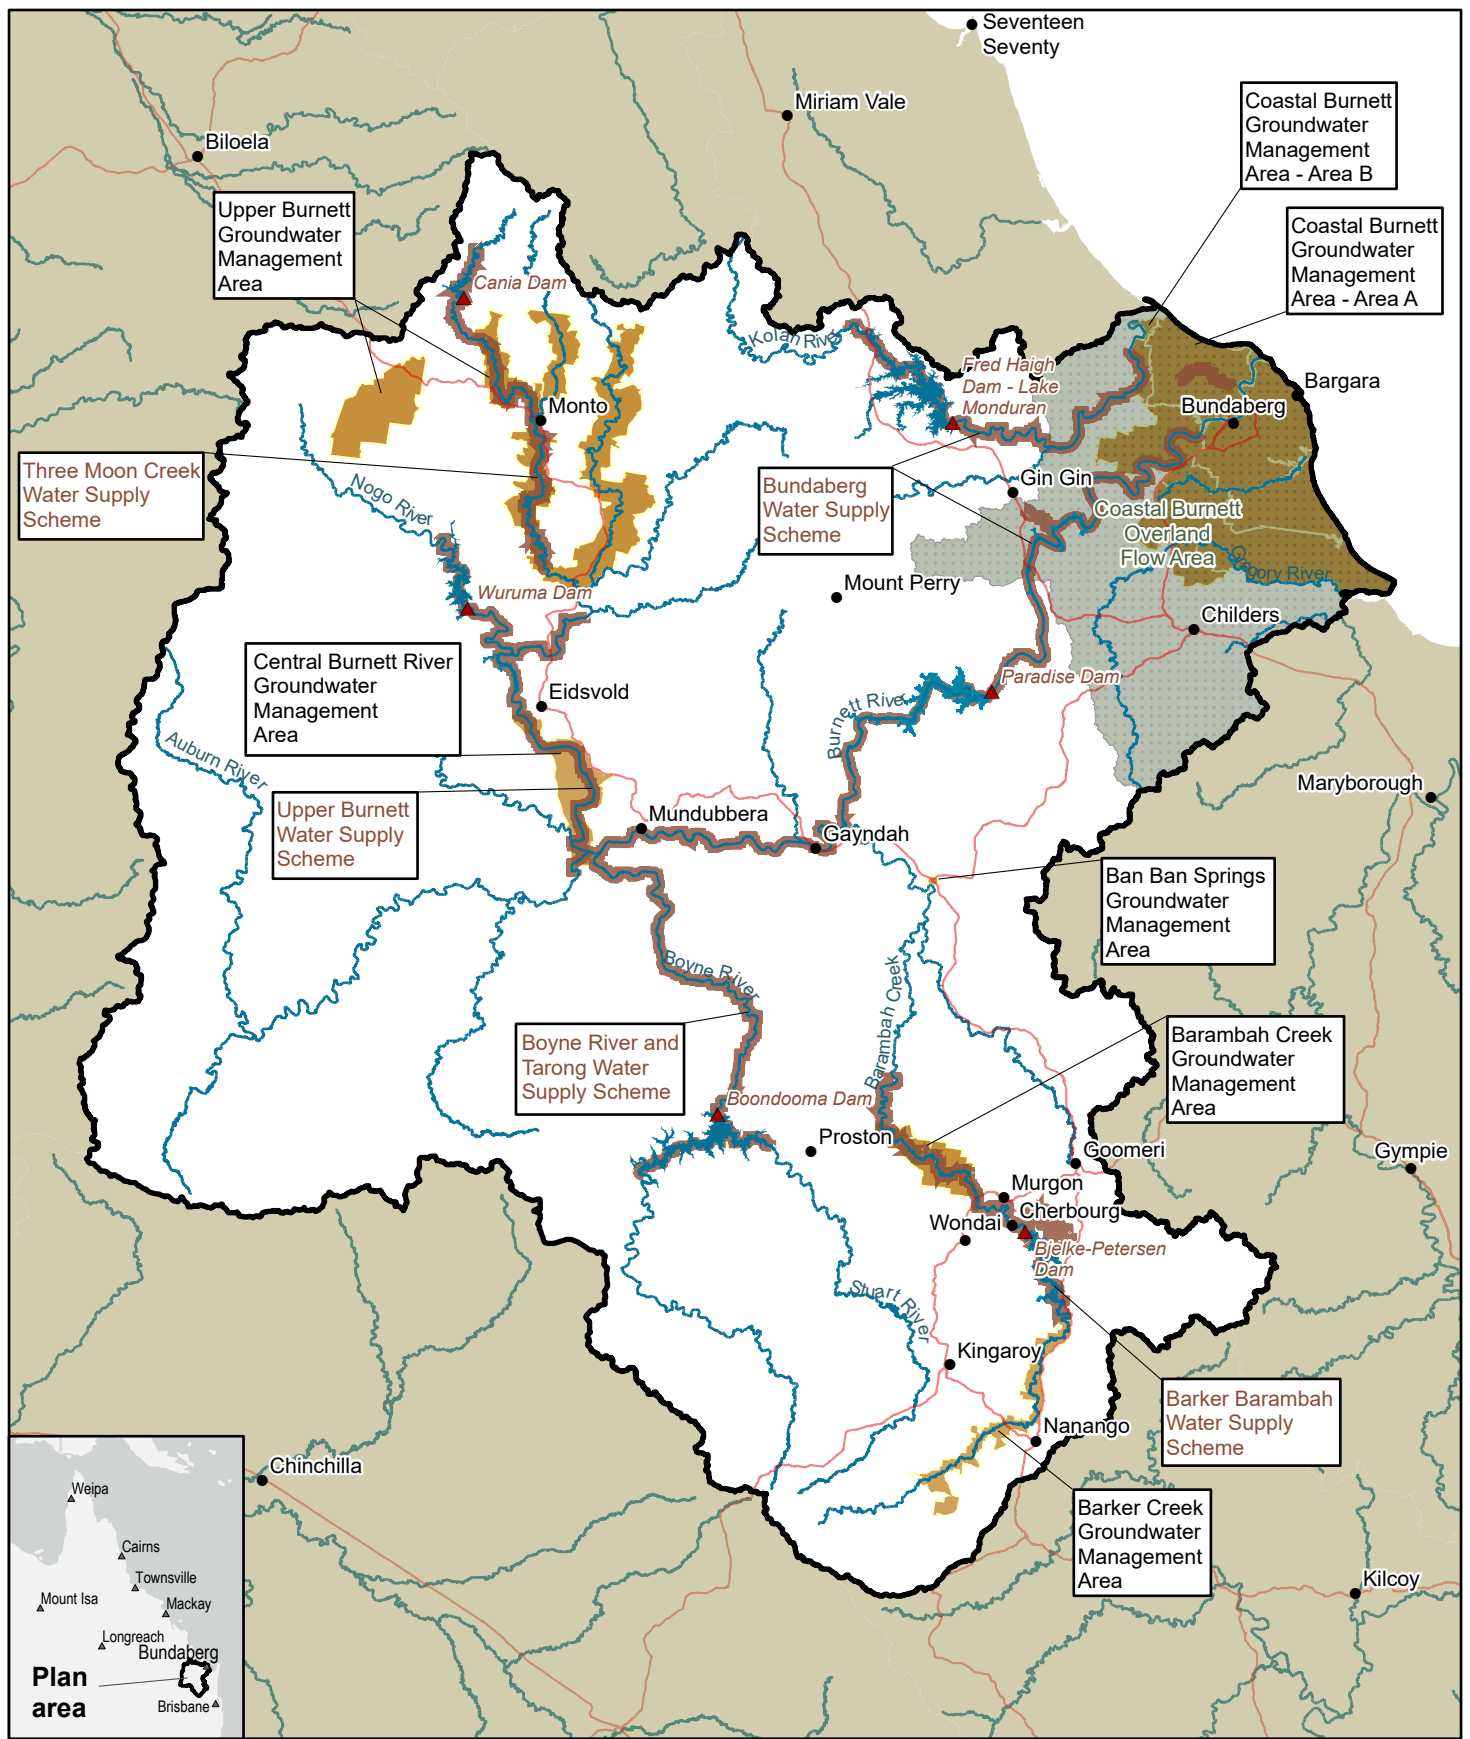 Seventeen
Seventy
Miriam Vale
Biloela
Coastal Burnett
Groundwater
Management
Area - Area B
Coastal Burnett
Groundwater
Management
Area - Area A
Upper Burnett
Groundwater
Management
Area
Cania Dam
Kolan River
Fred Haigh
Dam - Lake
Monduran
Bargara
Bundaberg
Monto
Three Moon Creek
Water Supply
Scheme
Nogo River
Bundaberg
Water Supply
Scheme
Gin Gin
Coastal Burnett
Overland
Flow Area
Gregory River
Mount Perry
Wuruma Dam
Childers
Central Burnett River
Groundwater
Management
Area
Eidsvold
Paradise Dam
Burnett River
Auburn River
Maryborough
Upper Burnett
Water Supply
Scheme
Mundubbera
Gayndah
Ban Ban Springs
Groundwater
Management
Area
Boyne River
Barambah Creek
Boyne River and
Tarong Water
Supply Scheme
Barambah Creek
Groundwater
Management
Area
Boondooma Dam
Proston
Goomeri
Gympie
Murgon
Cherbourg
Wondai
Bjelke-Petersen
Dam
Stuart River
Kingaroy
Barker Barambah
Water Supply
Scheme
Nanango
Chinchilla
Barker Creek
Groundwater
Management
Area
Kilcoy
Weipa
Cairns
Townsville
Mount Isa
Mackay
Longreach
Bundaberg
Plan
area
Brisbane